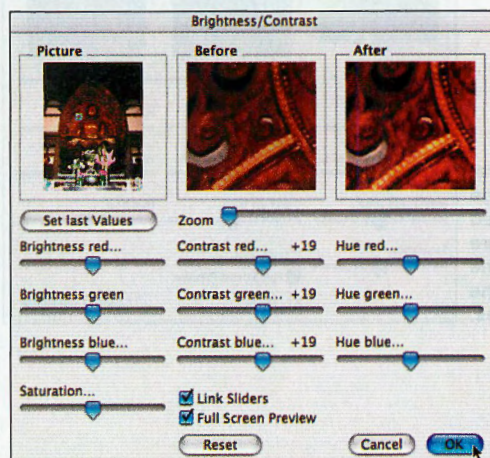 Brightness/Contrast
Picture
Before
After
Set last Values
Zoom
Brightness red...
Contrast red... +19
Hue red...
Brightness green
Contrast green... +19
Hue green...
Brightness blue...
Contrast blue... +19
Hue blue...
Saturation...
Link Sliders
Full Screen Preview
Reset
Cancel
OK